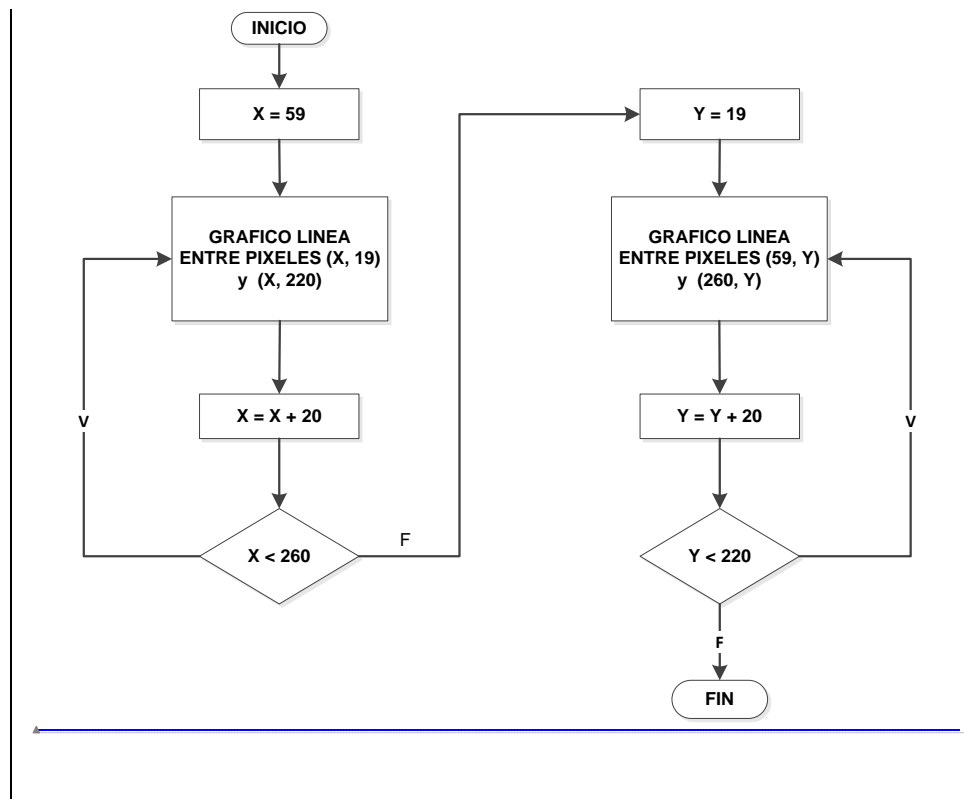 INICIO
X = 59
GRAFICO LINEA
ENTRE PIXELES (X, 19)
y (X, 220)
X = X + 20
V
X < 260
F
Y = 19
GRAFICO LINEA
ENTRE PIXELES (59, Y)
y (260, Y)
Y = Y + 20
V
Y < 220
F
FIN